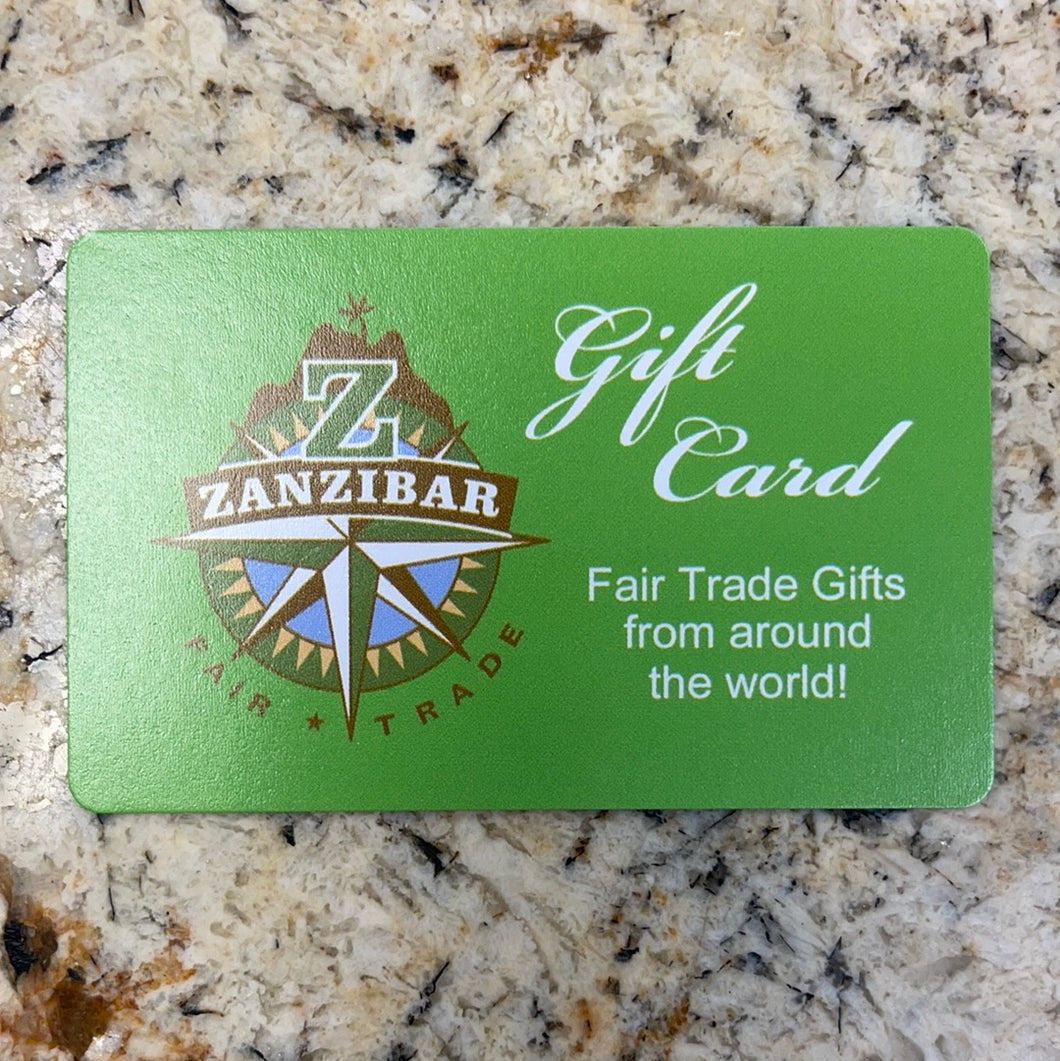 Z
ZANZIBAR
FAIR ★ TRADE
Gift
Card
Fair Trade Gifts
from around
the world!